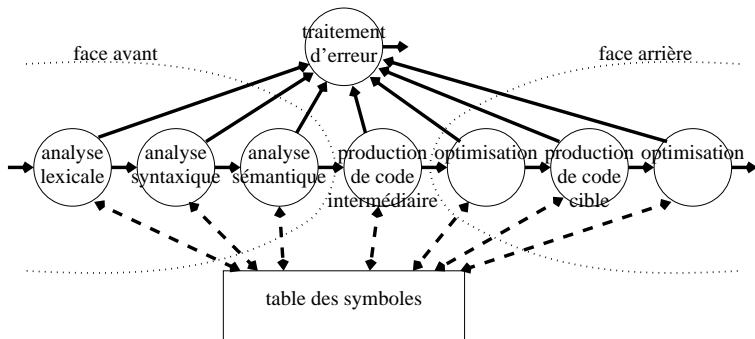 traitement
d'erreur
face avant
face arrière
analyse
lexicale
analyse
syntaxique
analyse
sémantique
production
de code
intermédiaire
optimisation
production
de code
cible
optimisation
table des symboles